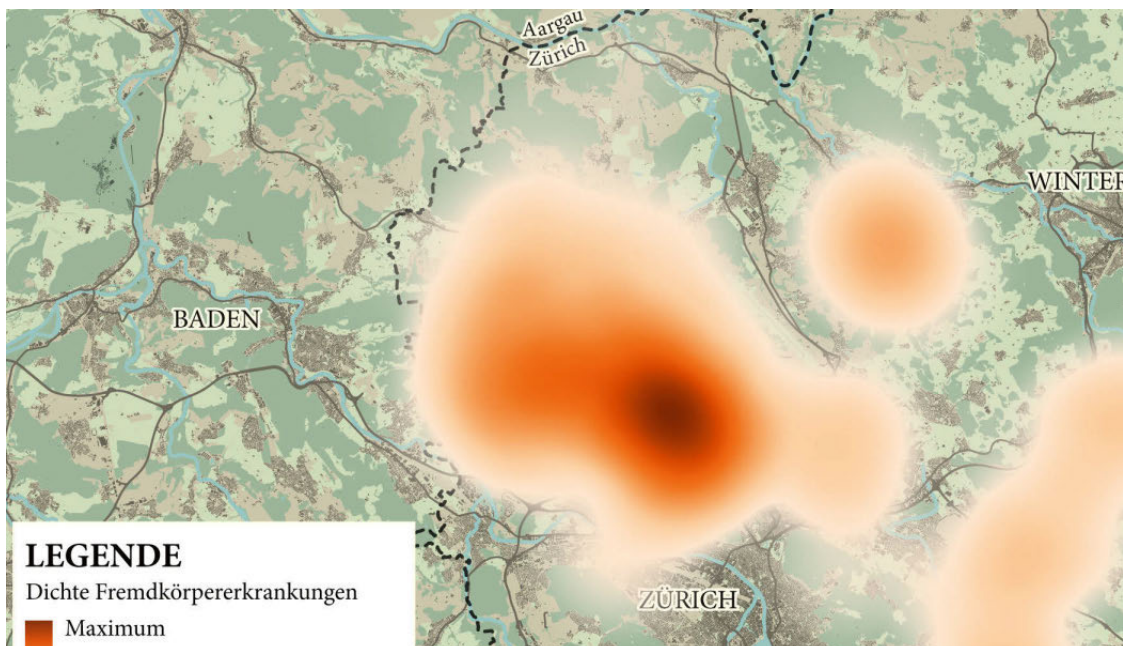 Aargau
Zürich
WINTER
BADEN
ZÜRICH
LEGENDE
Dichte Fremdkörpererkrankungen
Maximum